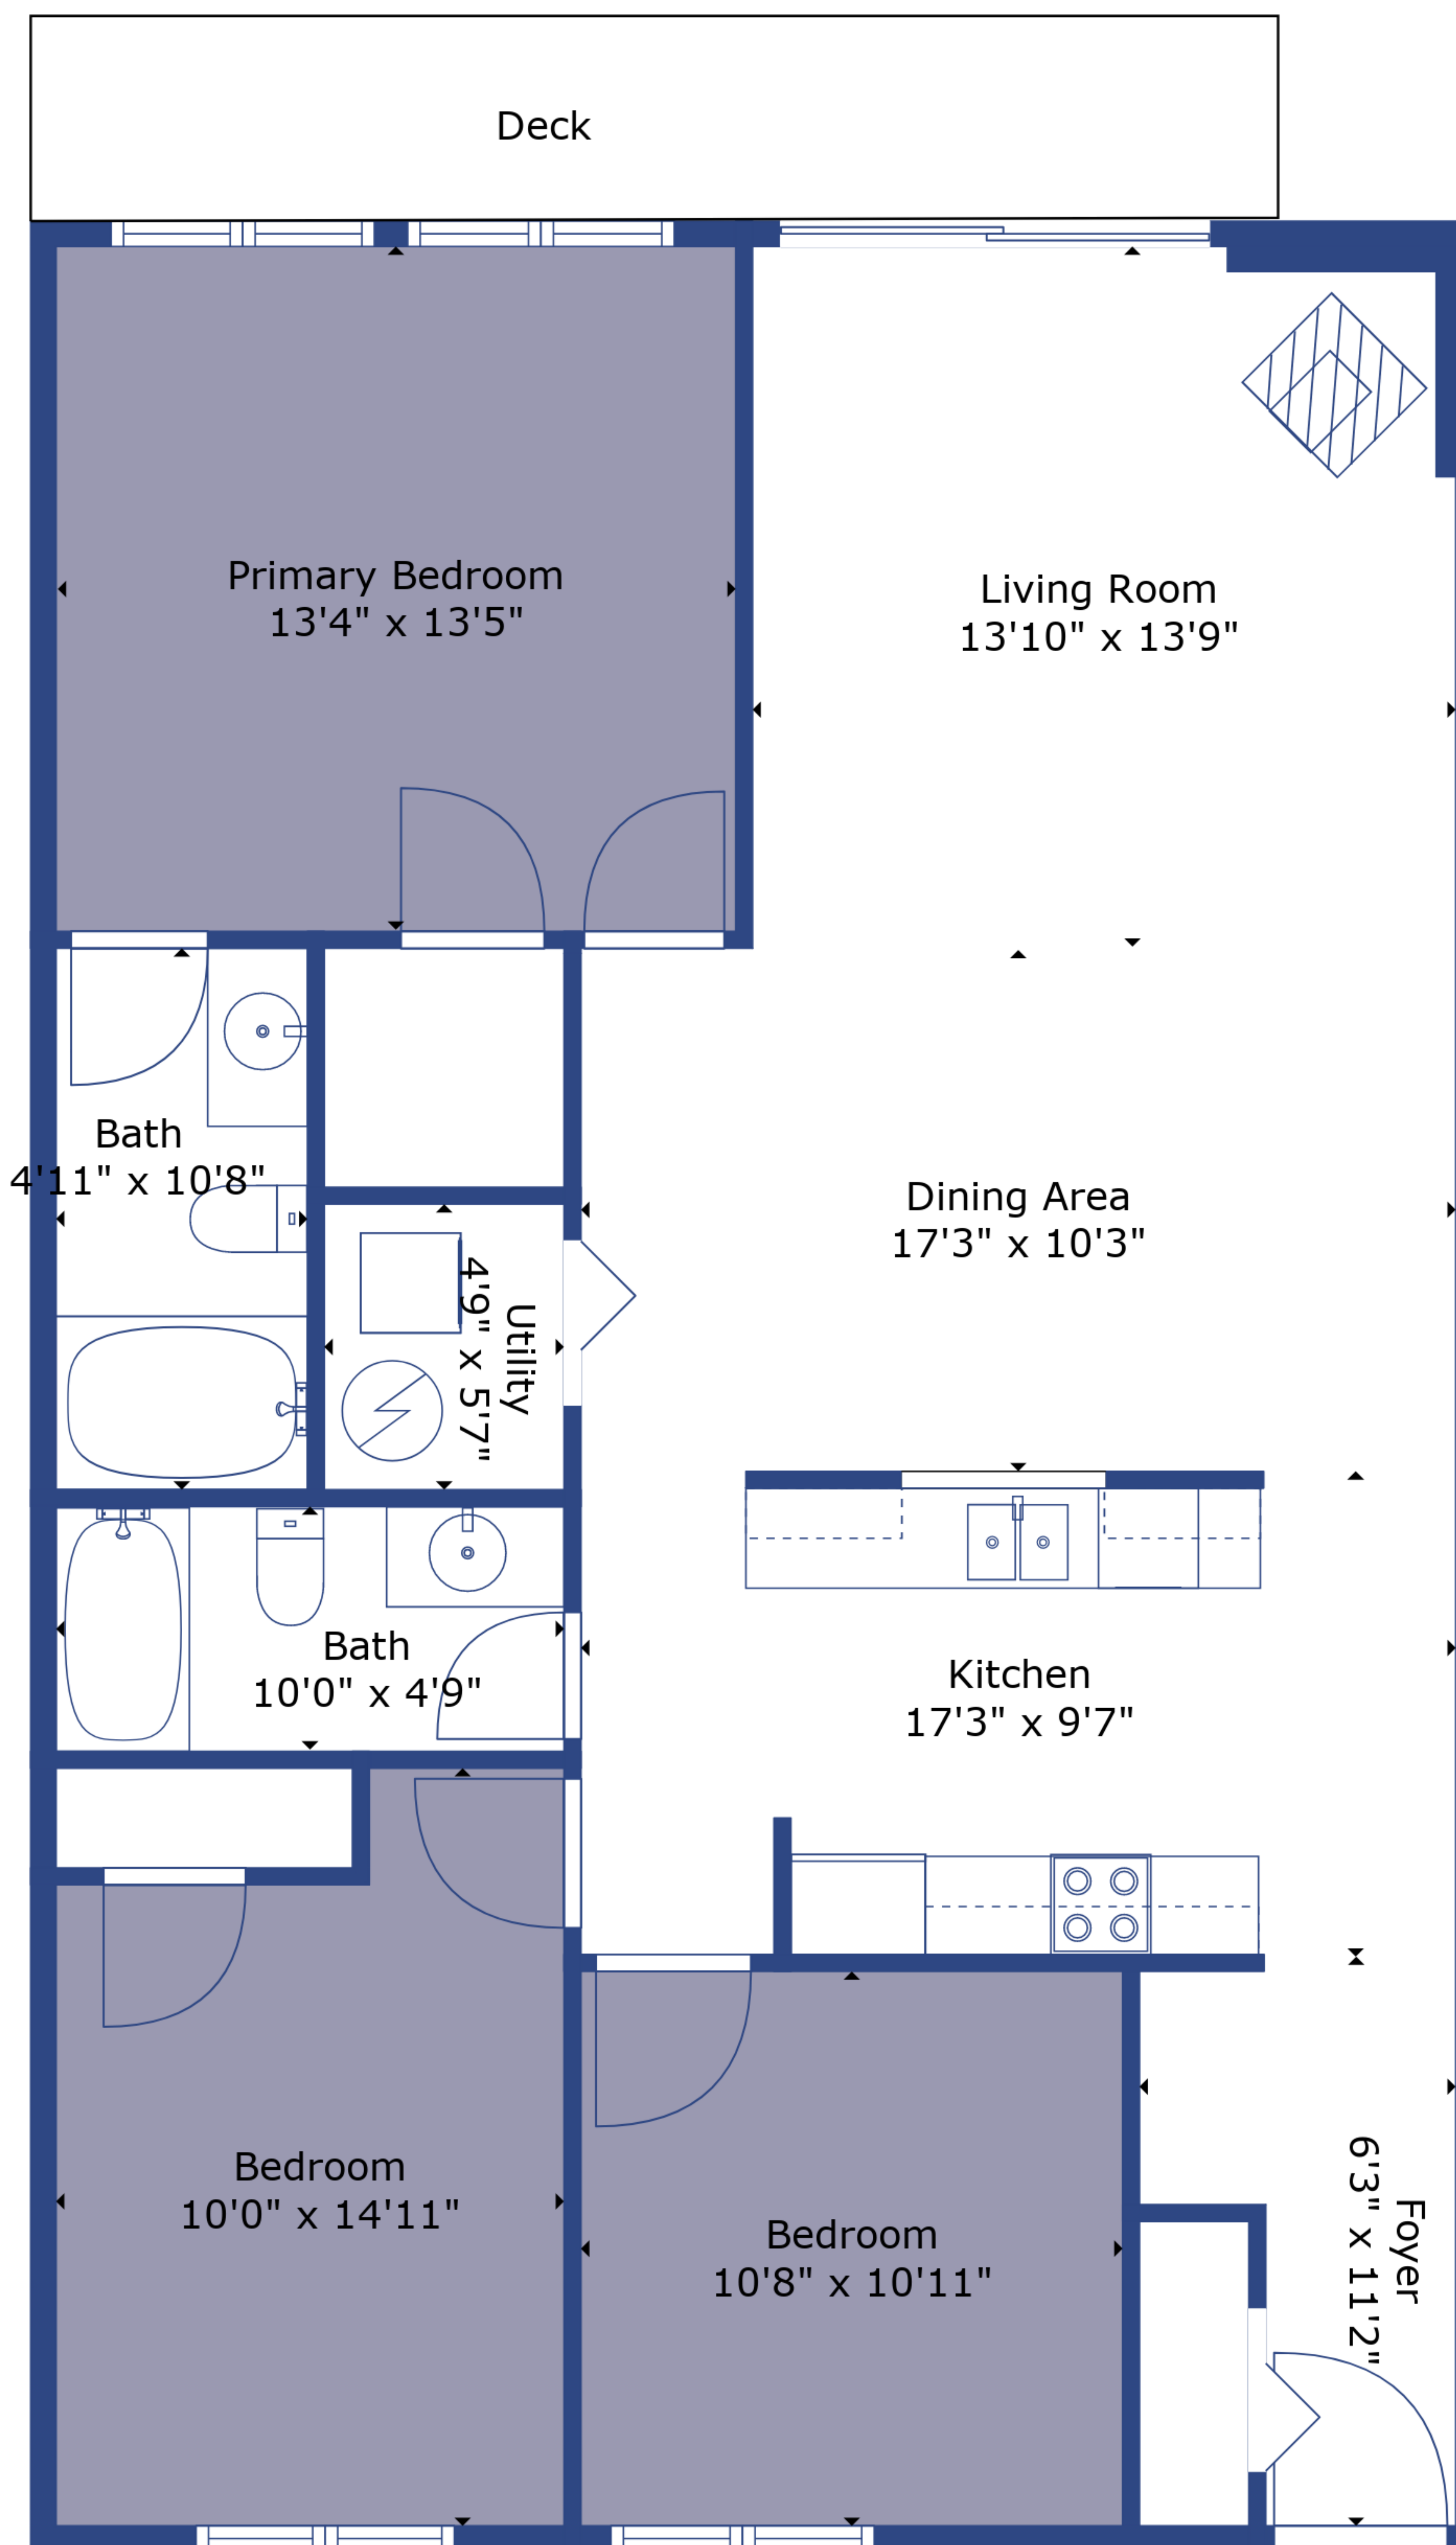 Deck
Primary Bedroom
13'4" x 13'5"
Living Room
13'10" x 13'9"
Bath
4'11" x 10'8"
Dining Area
17'3" x 10'3"
Utility
4'9" x 5'7"
Bath
10'0" x 4'9"
Kitchen
17'3" x 9'7"
Bedroom
10'0" x 14'11"
Bedroom
10'8" x 10'11"
Foyer
6'3" x 11'2"